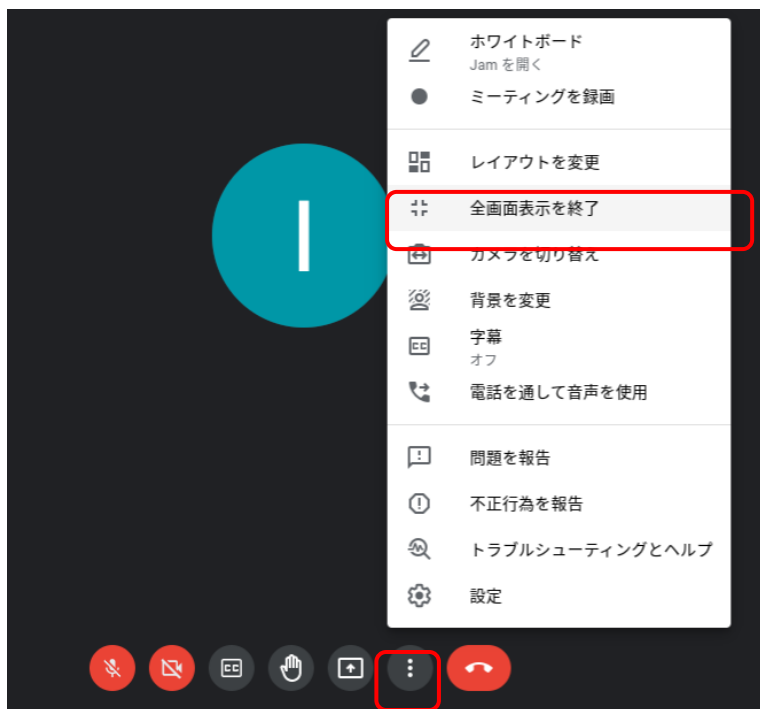 ホワイトボード
Jam を開く
ミーティングを録画
レイアウトを変更
全画面表示を終了
カメラを切り替え
背景を変更
字幕
オフ
電話を通して音声を使用
問題を報告
不正行為を報告
トラブルシューティングとヘルプ
設定
I